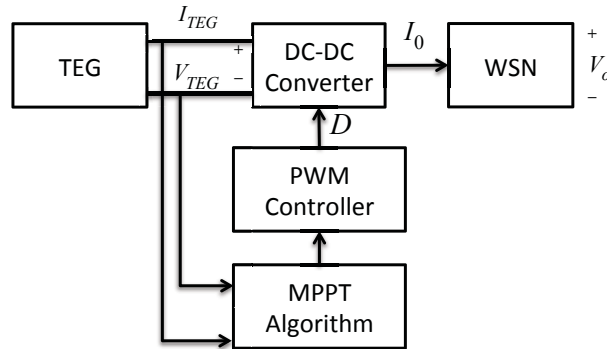 I_TEG
TEG
+
V_TEG
−
DC-DC
Converter
I_0
WSN
+
V_o
−
D
PWM
Controller
MPPT
Algorithm